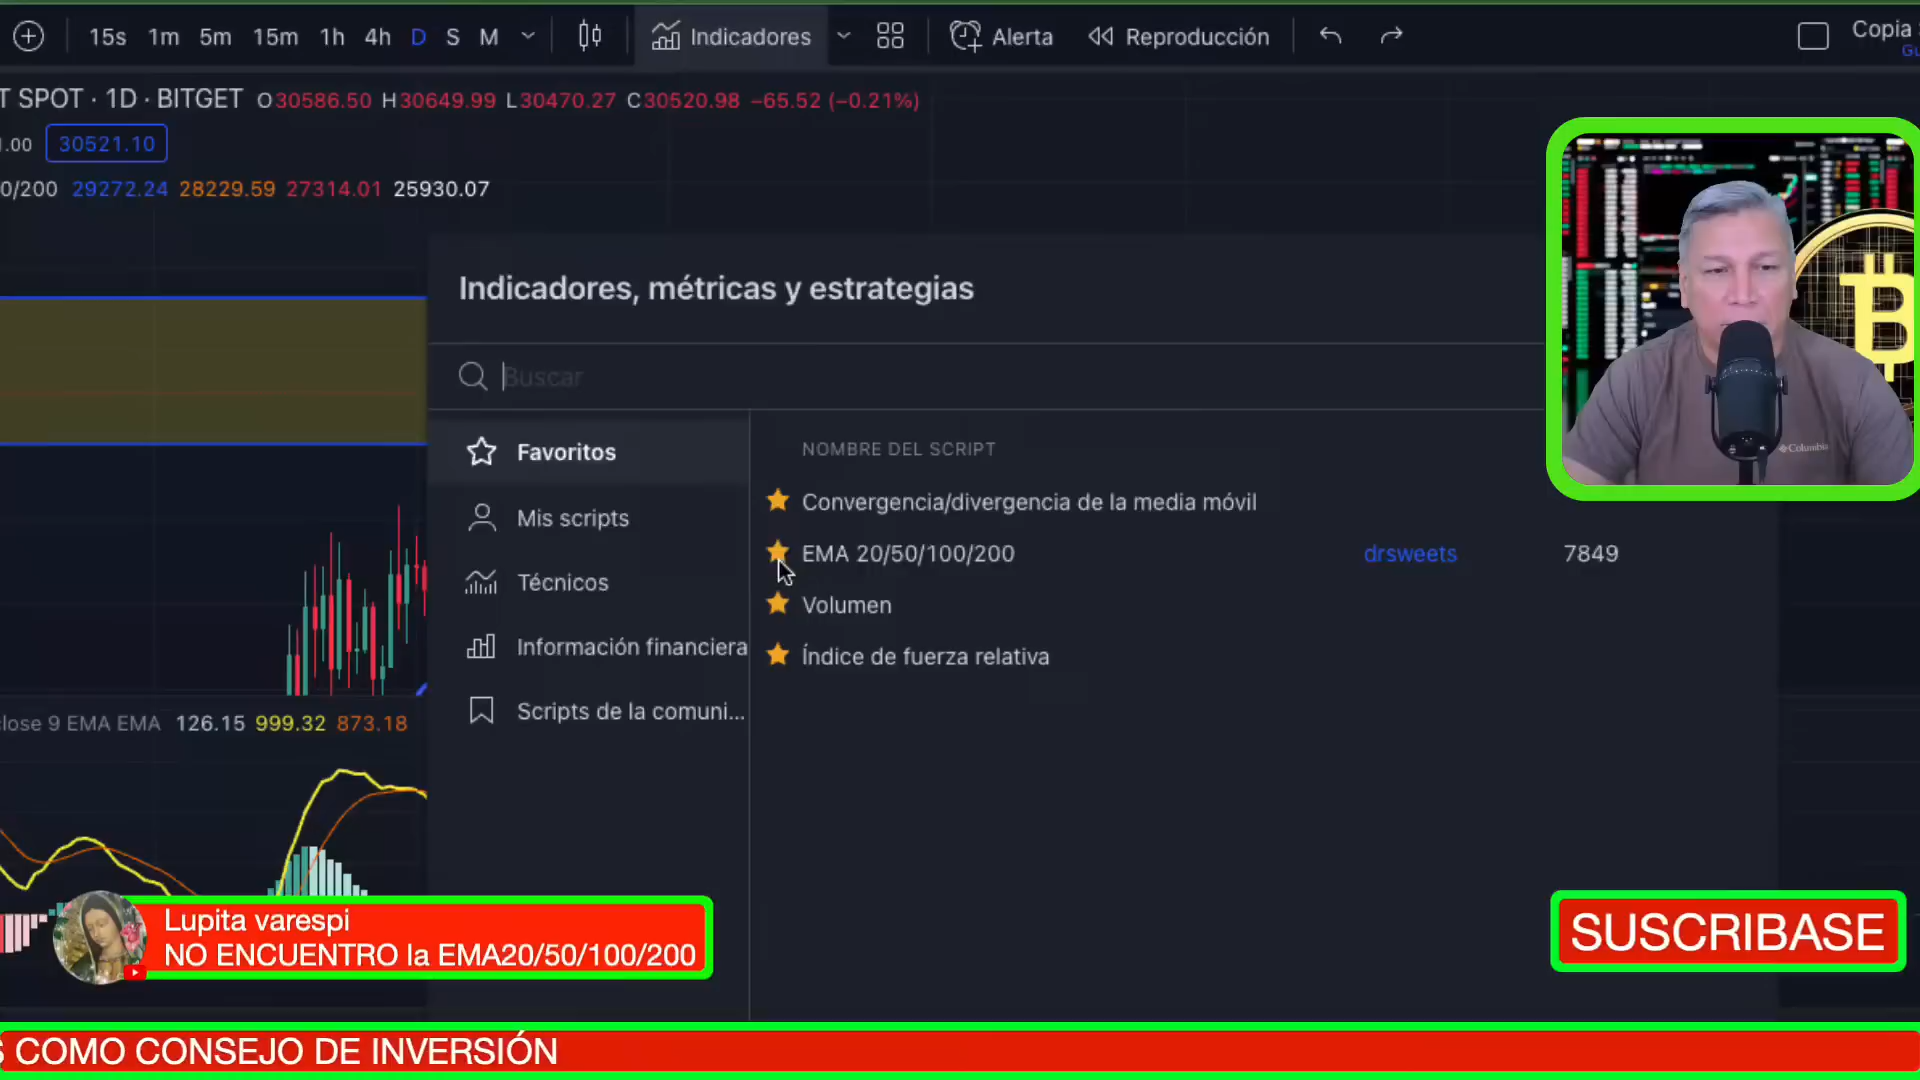 15s 1m 5m 15m 1h 4h D S M Indicadores Alerta Reproducción Copia
T SPOT · 1D · BITGET O30586.50 H30649.99 L30470.27 C30520.98 −65.52 (−0.21%)
.00 30521.10
0/200 29272.24 28229.59 27314.01 25930.07
Indicadores, métricas y estrategias
Buscar
Favoritos
Mis scripts
Técnicos
Información financiera
Scripts de la comuni...
NOMBRE DEL SCRIPT
Convergencia/divergencia de la media móvil
EMA 20/50/100/200 drsweets 7849
Volumen
Índice de fuerza relativa
Columbia
close 9 EMA EMA 126.15 999.32 873.18
Lupita varespi
NO ENCUENTRO la EMA20/50/100/200
SUSCRIBASE
S COMO CONSEJO DE INVERSIÓN